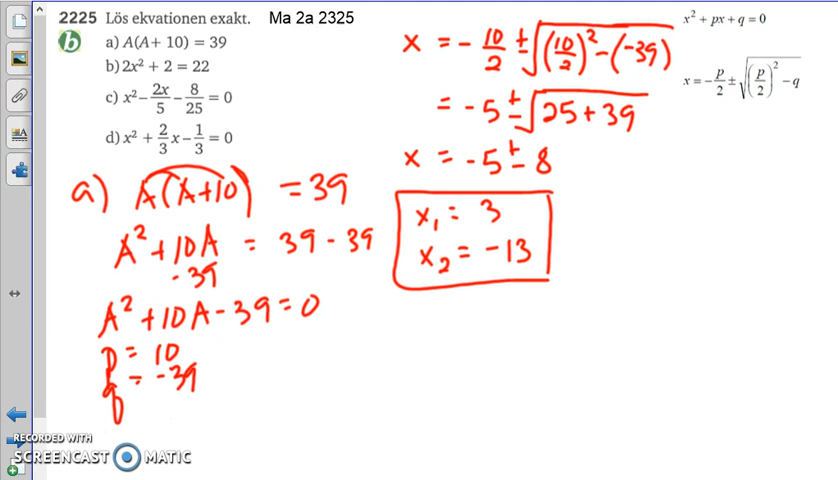 2225 Lös ekvationen exakt. Ma 2a 2325
b a) A(A + 10) = 39
b) 2x² + 2 = 22
c) x² − 2x/5 − 8/25 = 0
d) x² + 2/3 x − 1/3 = 0
a) A(A+10) = 39
A² + 10A = 39 - 39
-39
A² + 10A - 39 = 0
p = 10
q = -39
x = - 10/2 ± √((10/2)² - (-39))
= -5 ± √(25 + 39)
x = -5 ± 8
x₁ = 3
x₂ = -13
x² + px + q = 0
x = − p/2 ± √((p/2)² − q)
RECORDED WITH
SCREENCAST MATIC